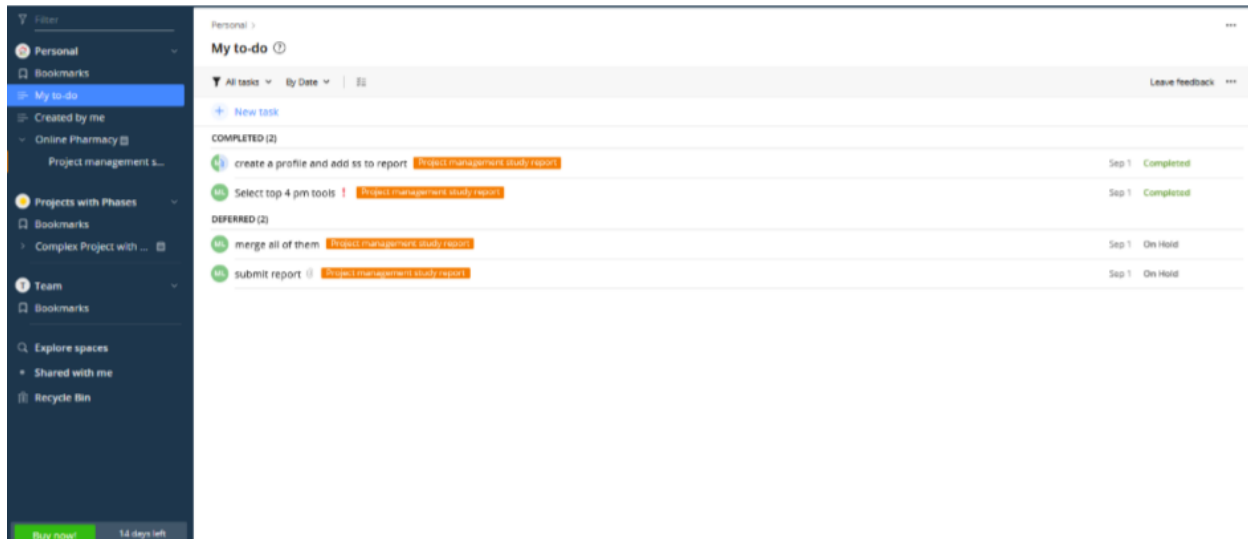 Filter
Personal
Bookmarks
My to-do
Created by me
Online Pharmacy
Project management s...
Projects with Phases
Bookmarks
Complex Project with ...
T Team
Bookmarks
Explore spaces
Shared with me
Recycle Bin
Buy now! 14 days left
Personal >
My to-do ?
All tasks By Date Leave feedback
+ New task
COMPLETED (2)
create a profile and add ss to report Project management study report Sep 1 Completed
ML Select top 4 pm tools ! Project management study report Sep 1 Completed
DEFERRED (2)
ML merge all of them Project management study report Sep 1 On Hold
ML submit report Project management study report Sep 1 On Hold